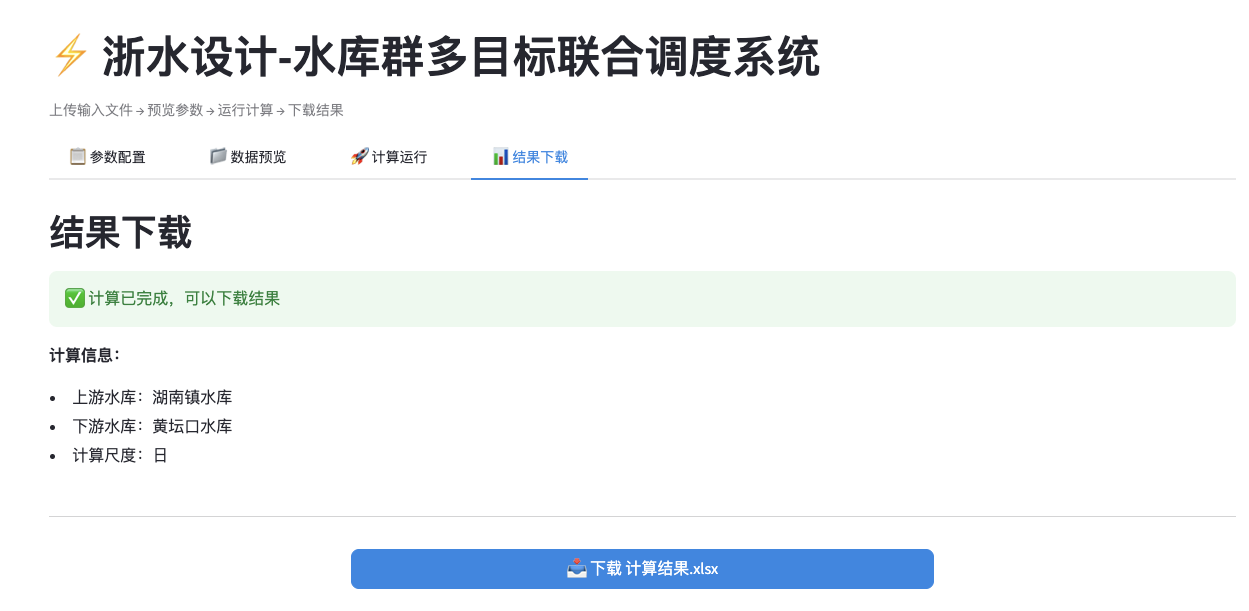 ⚡ 浙水设计-水库群多目标联合调度系统
上传输入文件 → 预览参数 → 运行计算 → 下载结果
📋 参数配置 📁 数据预览 🚀 计算运行 📊 结果下载
结果下载
✅ 计算已完成，可以下载结果
计算信息：
• 上游水库：湖南镇水库
• 下游水库：黄坛口水库
• 计算尺度：日
📥 下载 计算结果.xlsx